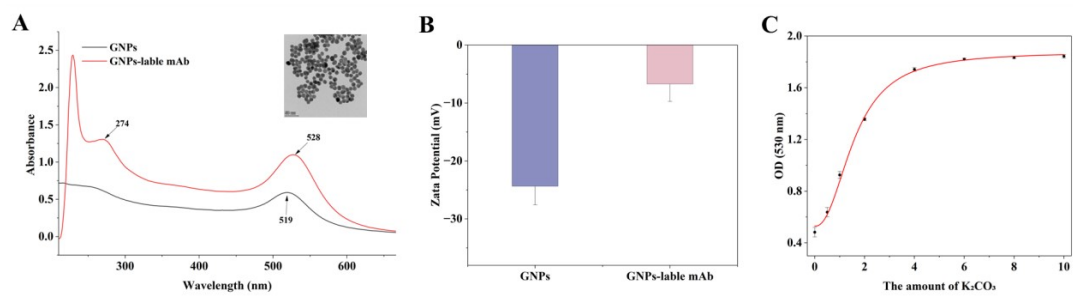 A
GNPs
GNPs-lable mAb
2.5
2.0
1.5
1.0
0.5
0.0
Absorbance
274
528
519
300
400
500
600
Wavelength (nm)
B
0
−10
−20
−30
Zata Potential (mV)
GNPs
GNPs-lable mAb
C
2.0
1.6
1.2
0.8
0.4
OD (530 nm)
0
2
4
6
8
10
The amount of K₂CO₃